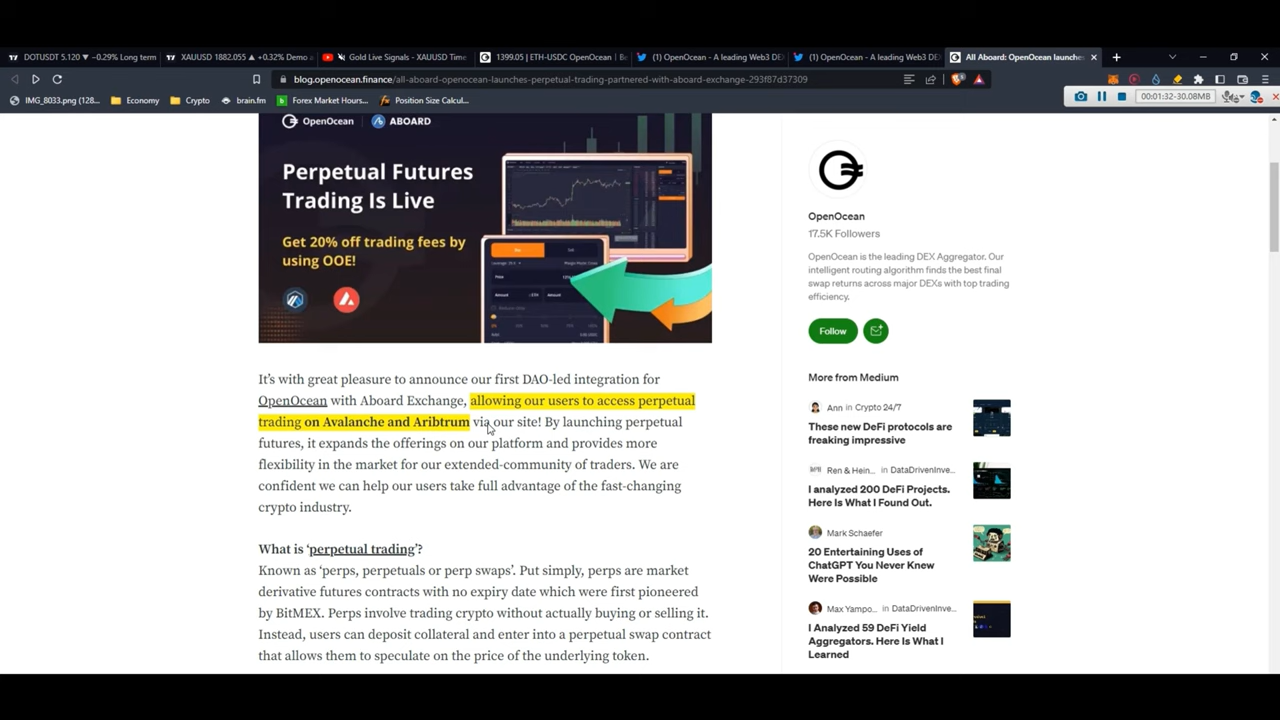 DOTUSDT 5.120 ▼ −0.29% Long term
XAUUSD 1882.055 ▲ +0.32% Demo a
Gold Live Signals - XAUUSD Time
1399.05 | ETH-USDC OpenOcean | Be
(1) OpenOcean - A leading Web3 DE
(1) OpenOcean - A leading Web3 DE
All Aboard: OpenOcean launches
blog.openocean.finance/all-aboard-openocean-launches-perpetual-trading-partnered-with-aboard-exchange-293f87d37309
IMG_8033.png (128...
Economy
Crypto
brain.fm
Forex Market Hours...
Position Size Calcul...
00:01:32-30.08MB
OpenOcean
ABOARD
Perpetual Futures
Trading Is Live
Get 20% off trading fees by
using OOE!
It's with great pleasure to announce our first DAO-led integration for
OpenOcean with Aboard Exchange, allowing our users to access perpetual
trading on Avalanche and Aribtrum via our site! By launching perpetual
futures, it expands the offerings on our platform and provides more
flexibility in the market for our extended-community of traders. We are
confident we can help our users take full advantage of the fast-changing
crypto industry.
What is 'perpetual trading'?
Known as 'perps, perpetuals or perp swaps'. Put simply, perps are market
derivative futures contracts with no expiry date which were first pioneered
by BitMEX. Perps involve trading crypto without actually buying or selling it.
Instead, users can deposit collateral and enter into a perpetual swap contract
that allows them to speculate on the price of the underlying token.
OpenOcean
17.5K Followers
OpenOcean is the leading DEX Aggregator. Our
intelligent routing algorithm finds the best final
swap returns across major DEXs with top trading
efficiency.
Follow
More from Medium
Ann in Crypto 24/7
These new DeFi protocols are
freaking impressive
Ren & Hein... in DataDrivenInve...
I analyzed 200 DeFi Projects.
Here Is What I Found Out.
Mark Schaefer
20 Entertaining Uses of
ChatGPT You Never Knew
Were Possible
Max Yampo... in DataDrivenInve...
I Analyzed 59 DeFi Yield
Aggregators. Here Is What I
Learned